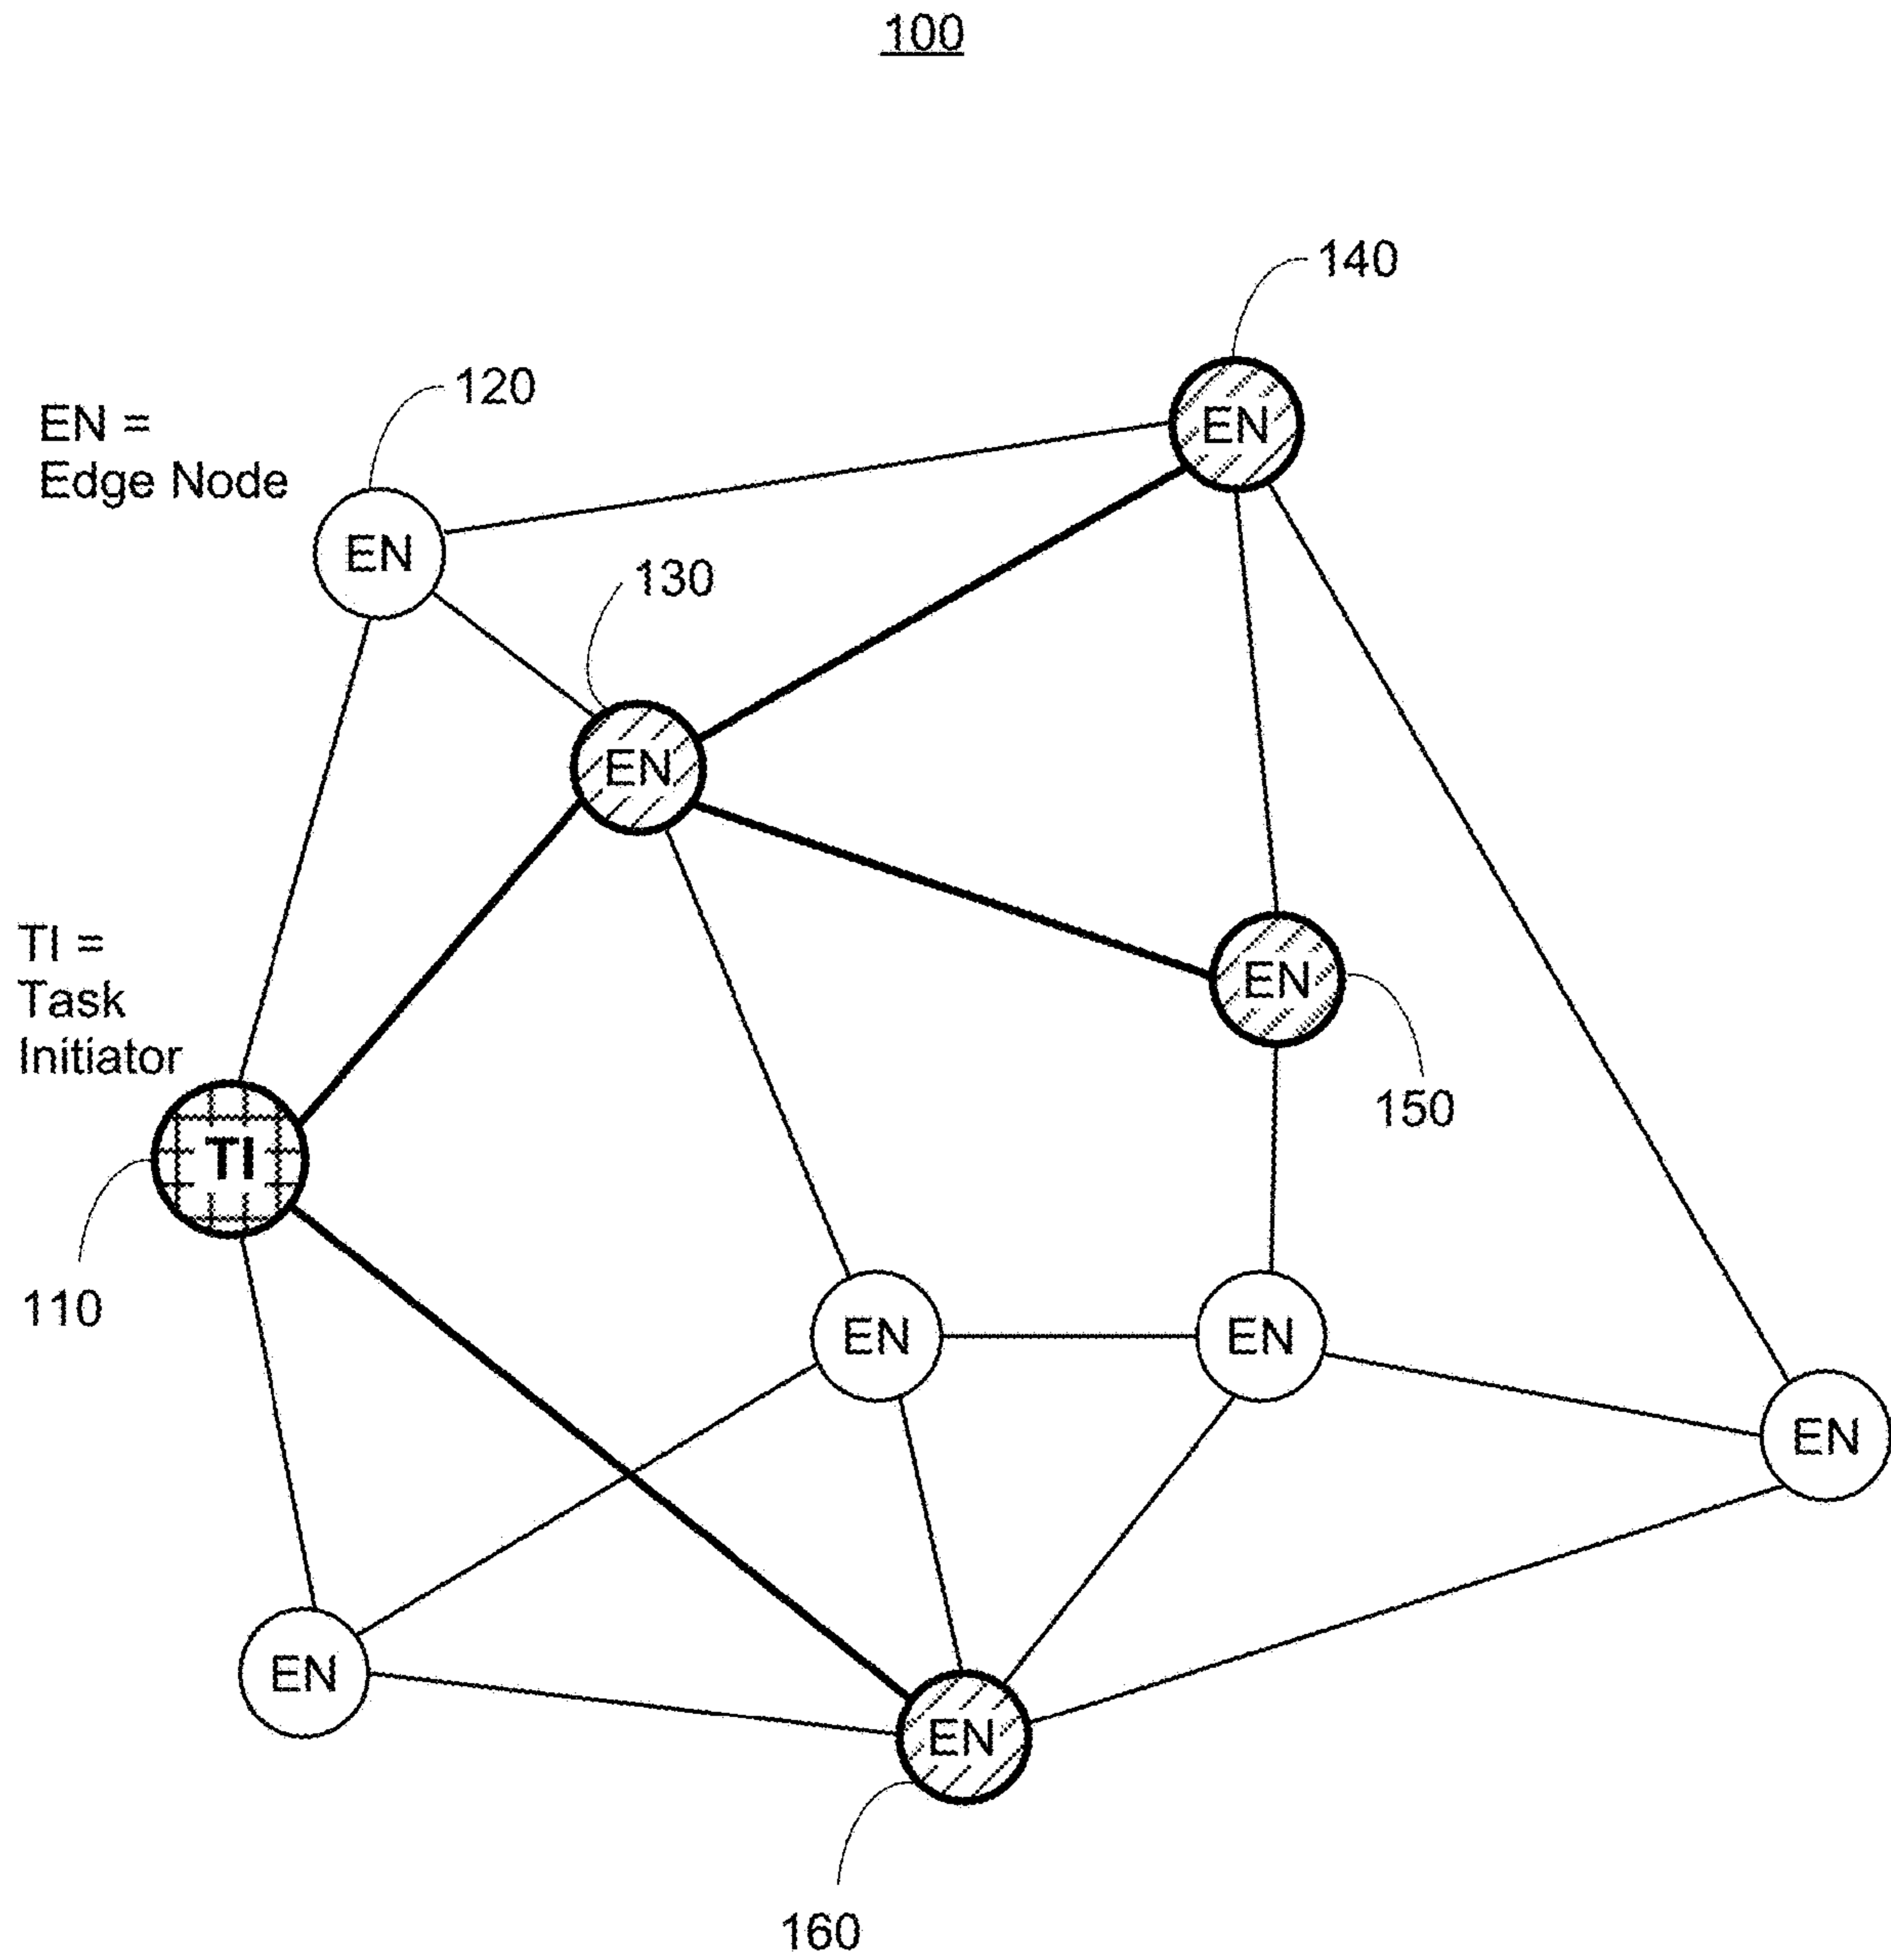 100
140
120
EN =
Edge Node
EN
EN
130
EN
TI =
Task
Initiator
EN
150
TI
110
EN
EN
EN
EN
EN
160